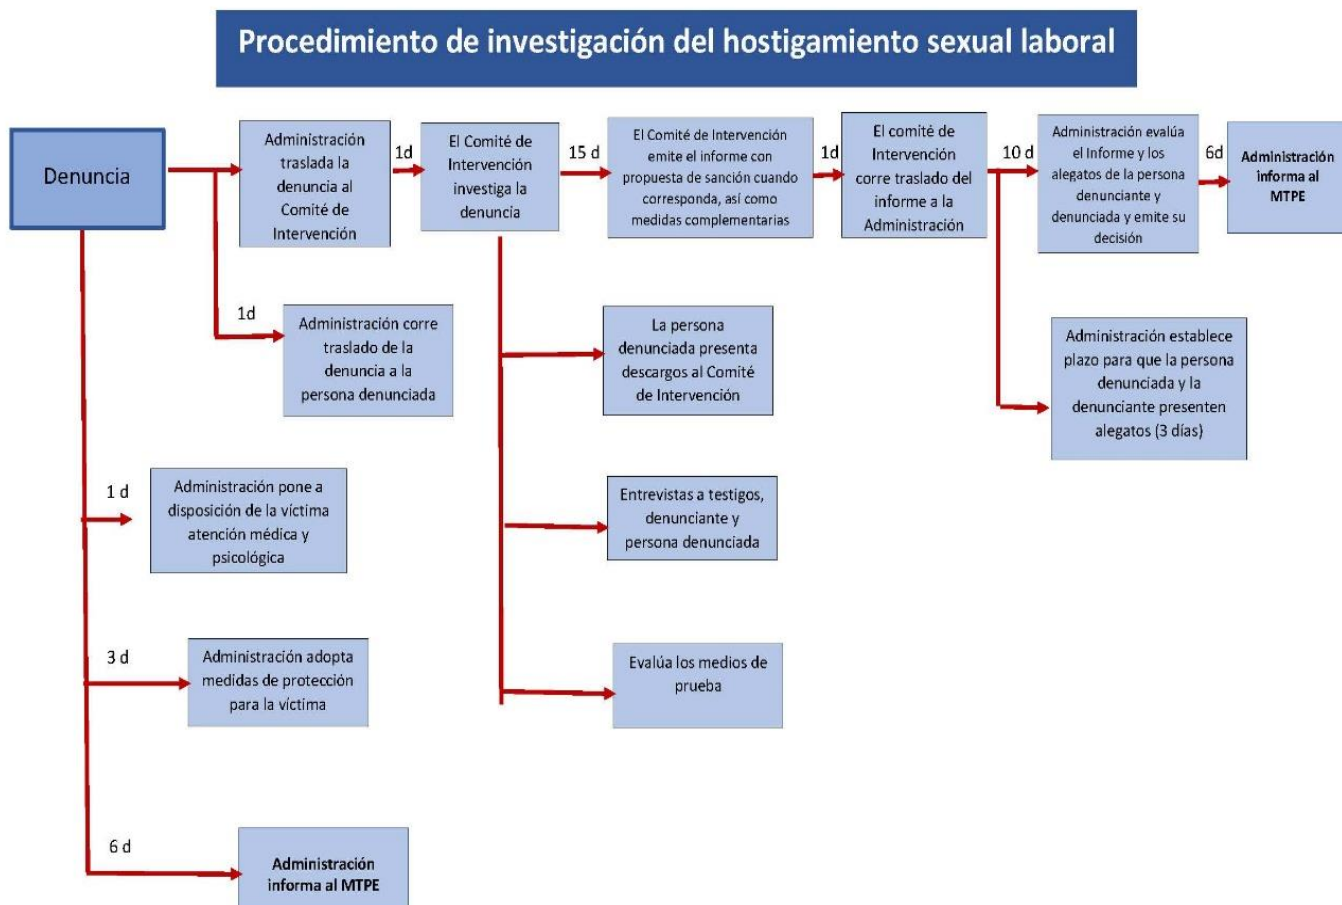 Procedimiento de investigación del hostigamiento sexual laboral
Denuncia
Administración
traslada la
denuncia al
Comité de
Intervención
1d
El Comité de
Intervención
investiga la
denuncia
15 d
El Comité de Intervención
emite el informe con
propuesta de sanción cuando
corresponda, así como
medidas complementarias
1d
El comité de
Intervención
corre traslado del
informe a la
Administración
10 d
Administración evalúa
el Informe y los
alegatos de la persona
denunciante y
denunciada y emite su
decisión
6d
Administración
informa al
MTPE
1d
Administración corre
traslado de la
denuncia a la
persona denunciada
La persona
denunciada presenta
descargos al Comité
de Intervención
Administración establece
plazo para que la persona
denunciada y la
denunciante presenten
alegatos (3 días)
1 d
Administración pone a
disposición de la víctima
atención médica y
psicológica
Entrevistas a testigos,
denunciante y
persona denunciada
3 d
Administración adopta
medidas de protección
para la víctima
Evalúa los medios de
prueba
6 d
Administración
informa al MTPE